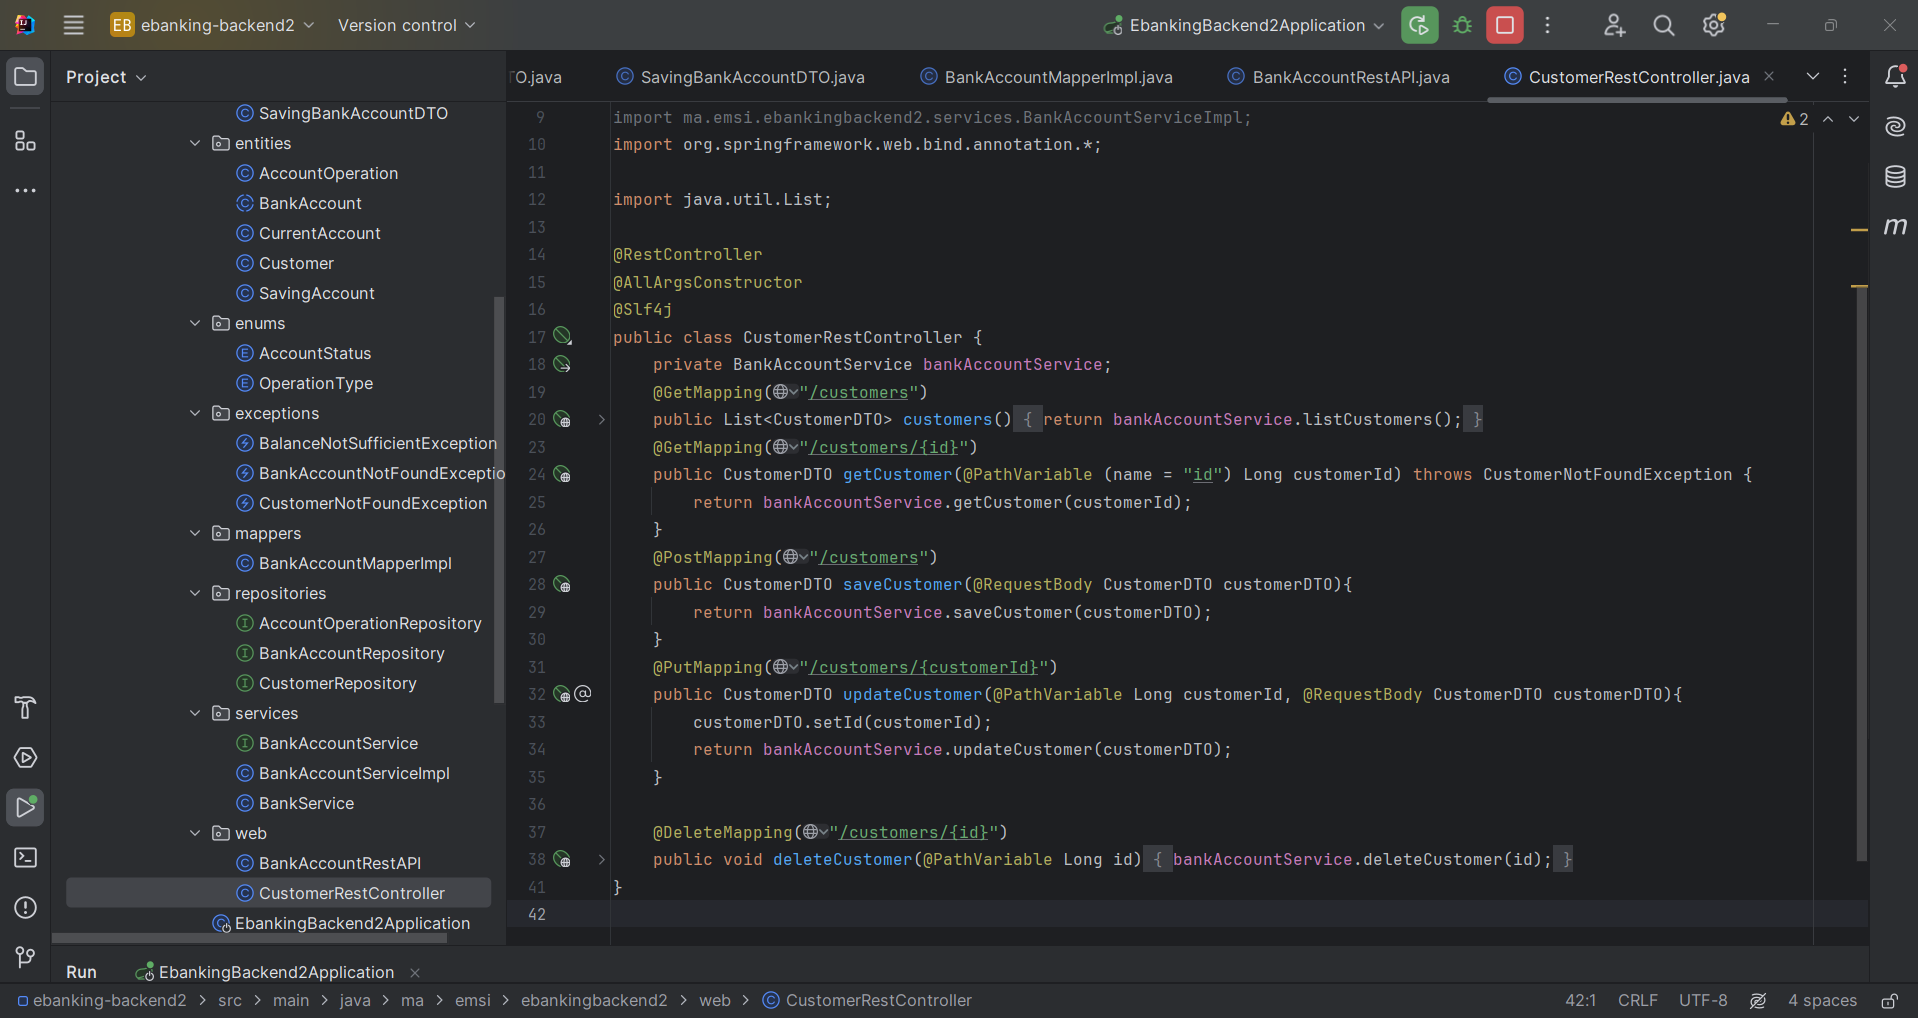 EB ebanking-backend2 Version control EbankingBackend2Application
Project
TO.java SavingBankAccountDTO.java BankAccountMapperImpl.java BankAccountRestAPI.java CustomerRestController.java
SavingBankAccountDTO
entities
AccountOperation
BankAccount
CurrentAccount
Customer
SavingAccount
enums
AccountStatus
OperationType
exceptions
BalanceNotSufficientException
BankAccountNotFoundExceptio
CustomerNotFoundException
mappers
BankAccountMapperImpl
repositories
AccountOperationRepository
BankAccountRepository
CustomerRepository
services
BankAccountService
BankAccountServiceImpl
BankService
web
BankAccountRestAPI
CustomerRestController
EbankingBackend2Application
2
9 import ma.emsi.ebankingbackend2.services.BankAccountServiceImpl;
10 import org.springframework.web.bind.annotation.*;
11
12 import java.util.List;
13
14 @RestController
15 @AllArgsConstructor
16 @Slf4j
17 public class CustomerRestController {
18 private BankAccountService bankAccountService;
19 @GetMapping("/customers")
20 public List<CustomerDTO> customers() { return bankAccountService.listCustomers(); }
23 @GetMapping("/customers/{id}")
24 public CustomerDTO getCustomer(@PathVariable (name = "id") Long customerId) throws CustomerNotFoundException {
25 return bankAccountService.getCustomer(customerId);
26 }
27 @PostMapping("/customers")
28 public CustomerDTO saveCustomer(@RequestBody CustomerDTO customerDTO){
29 return bankAccountService.saveCustomer(customerDTO);
30 }
31 @PutMapping("/customers/{customerId}")
32 public CustomerDTO updateCustomer(@PathVariable Long customerId, @RequestBody CustomerDTO customerDTO){
33 customerDTO.setId(customerId);
34 return bankAccountService.updateCustomer(customerDTO);
35 }
36
37 @DeleteMapping("/customers/{id}")
38 public void deleteCustomer(@PathVariable Long id) { bankAccountService.deleteCustomer(id); }
41 }
42
m
Run EbankingBackend2Application
ebanking-backend2 > src > main > java > ma > emsi > ebankingbackend2 > web > CustomerRestController 42:1 CRLF UTF-8 4 spaces